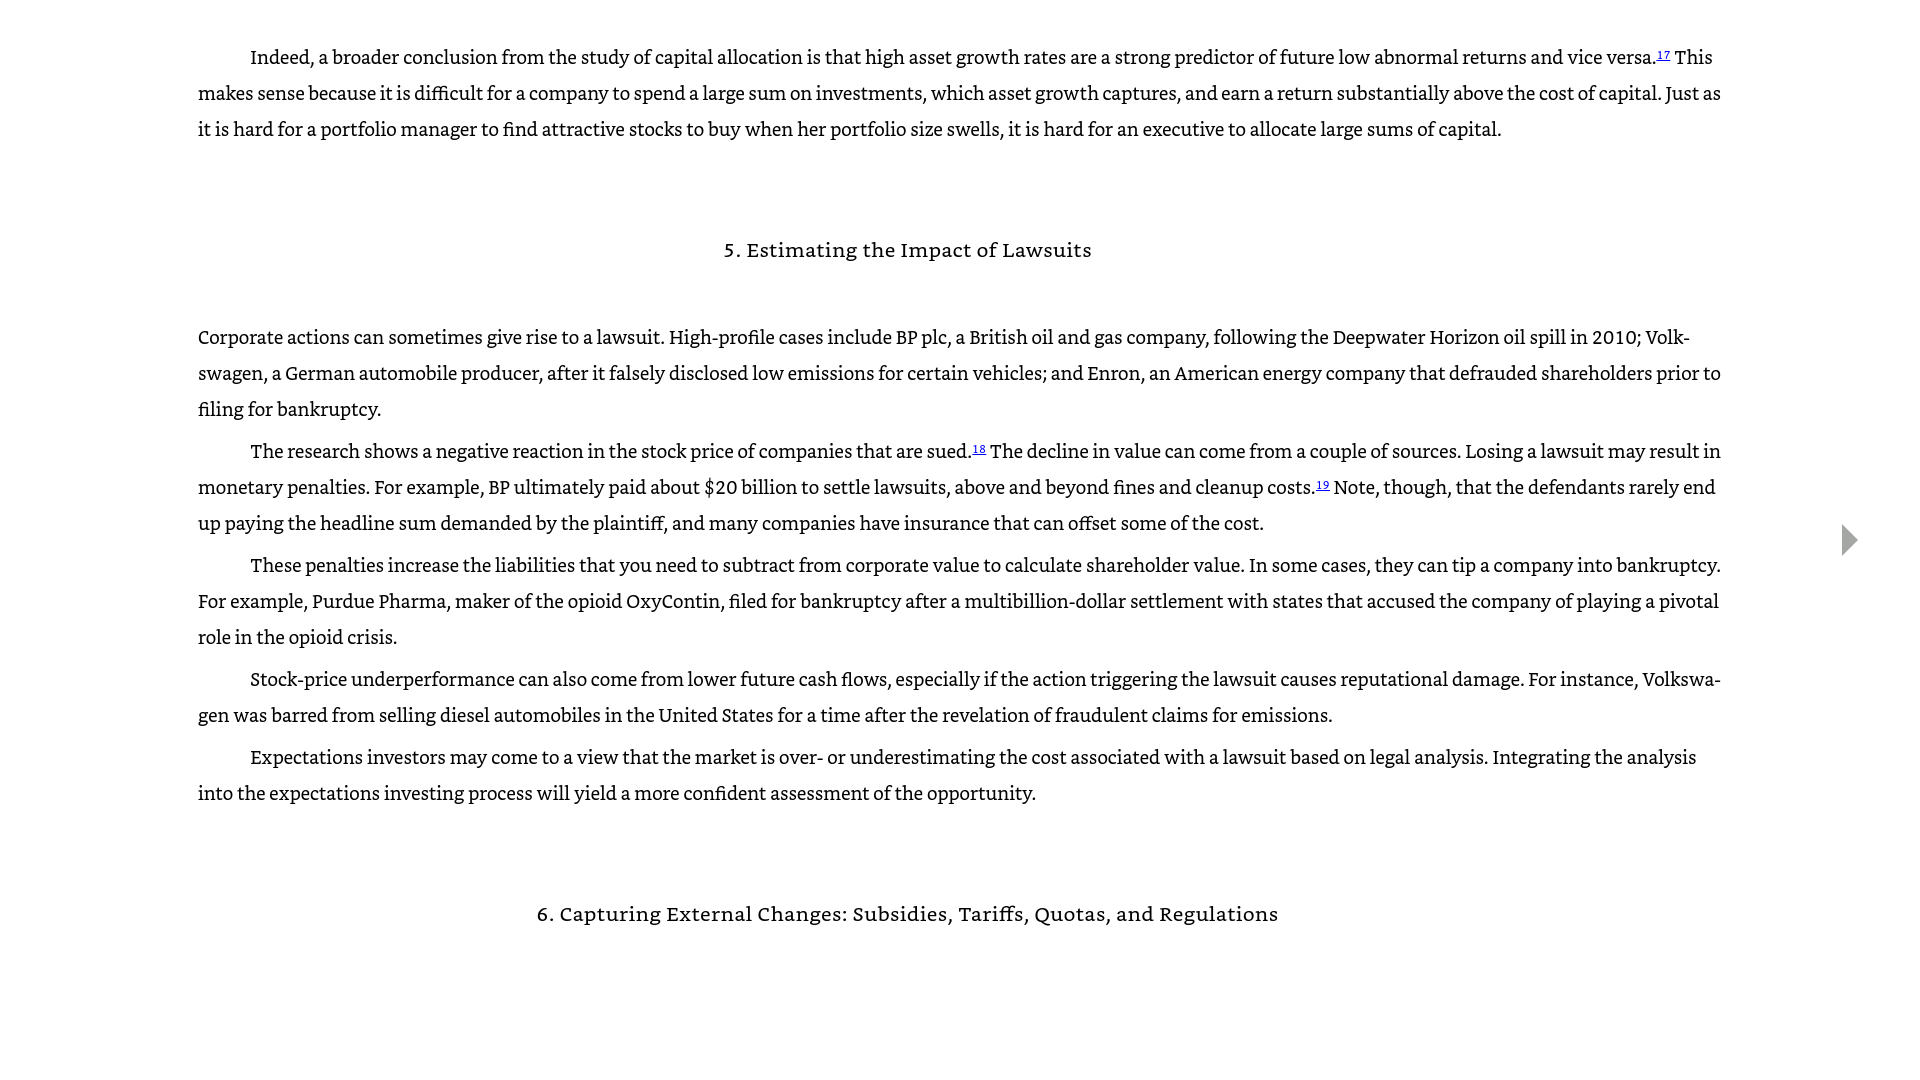 Indeed, a broader conclusion from the study of capital allocation is that high asset growth rates are a strong predictor of future low abnormal returns and vice versa.17 This
makes sense because it is difficult for a company to spend a large sum on investments, which asset growth captures, and earn a return substantially above the cost of capital. Just as
it is hard for a portfolio manager to find attractive stocks to buy when her portfolio size swells, it is hard for an executive to allocate large sums of capital.
5. Estimating the Impact of Lawsuits
Corporate actions can sometimes give rise to a lawsuit. High-profile cases include BP plc, a British oil and gas company, following the Deepwater Horizon oil spill in 2010; Volk-
swagen, a German automobile producer, after it falsely disclosed low emissions for certain vehicles; and Enron, an American energy company that defrauded shareholders prior to
filing for bankruptcy.
The research shows a negative reaction in the stock price of companies that are sued.18 The decline in value can come from a couple of sources. Losing a lawsuit may result in
monetary penalties. For example, BP ultimately paid about $20 billion to settle lawsuits, above and beyond fines and cleanup costs.19 Note, though, that the defendants rarely end
up paying the headline sum demanded by the plaintiff, and many companies have insurance that can offset some of the cost.
These penalties increase the liabilities that you need to subtract from corporate value to calculate shareholder value. In some cases, they can tip a company into bankruptcy.
For example, Purdue Pharma, maker of the opioid OxyContin, filed for bankruptcy after a multibillion-dollar settlement with states that accused the company of playing a pivotal
role in the opioid crisis.
Stock-price underperformance can also come from lower future cash flows, especially if the action triggering the lawsuit causes reputational damage. For instance, Volkswa-
gen was barred from selling diesel automobiles in the United States for a time after the revelation of fraudulent claims for emissions.
Expectations investors may come to a view that the market is over- or underestimating the cost associated with a lawsuit based on legal analysis. Integrating the analysis
into the expectations investing process will yield a more confident assessment of the opportunity.
6. Capturing External Changes: Subsidies, Tariffs, Quotas, and Regulations